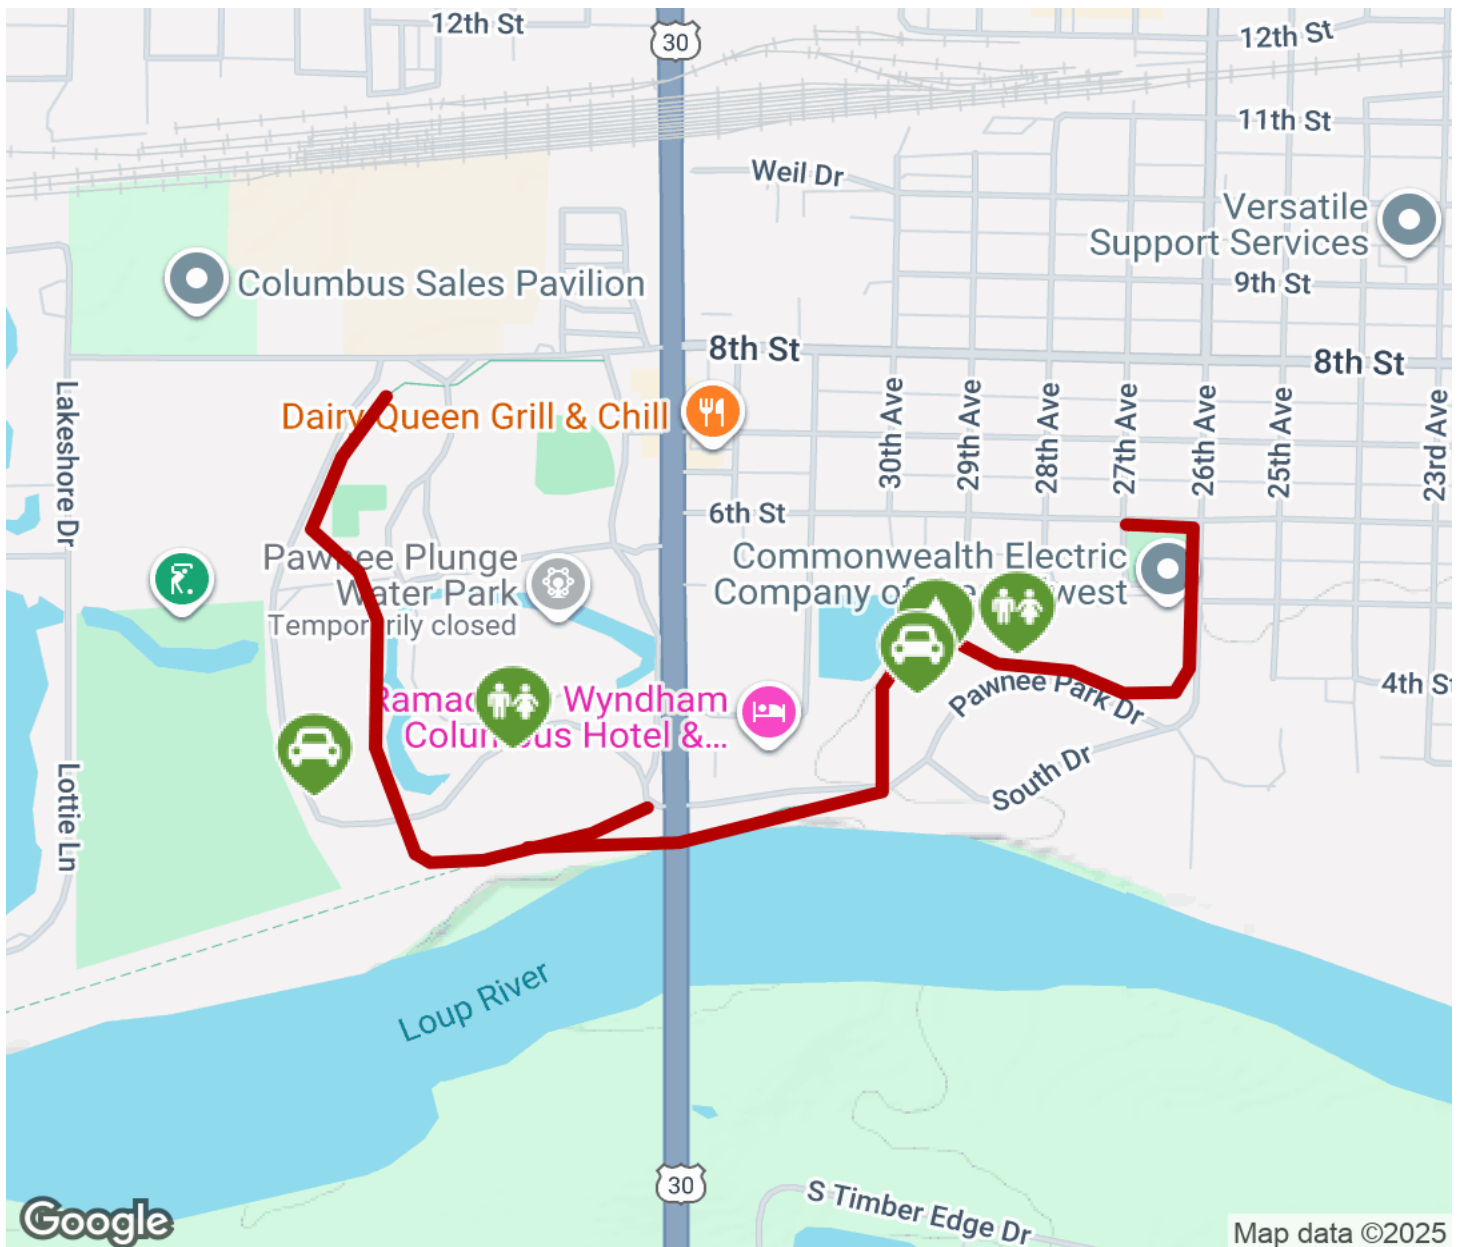 12th St
30
12th St
11th St
Weil Dr
Versatile
Support Services
Columbus Sales Pavilion
9th St
8th St
8th St
Lakeshore Dr
Dairy Queen Grill & Chill
30th Ave
29th Ave
28th Ave
27th Ave
26th Ave
25th Ave
23rd Ave
6th St
Pawnee Plunge
Water Park
Temporarily closed
Commonwealth Electric
Company of
west
4th St
Wyndham
Columbus Hotel &...
Pawnee Park Dr
South Dr
Lottie Ln
Loup River
30
S Timber Edge Dr
Google
Map data ©2025